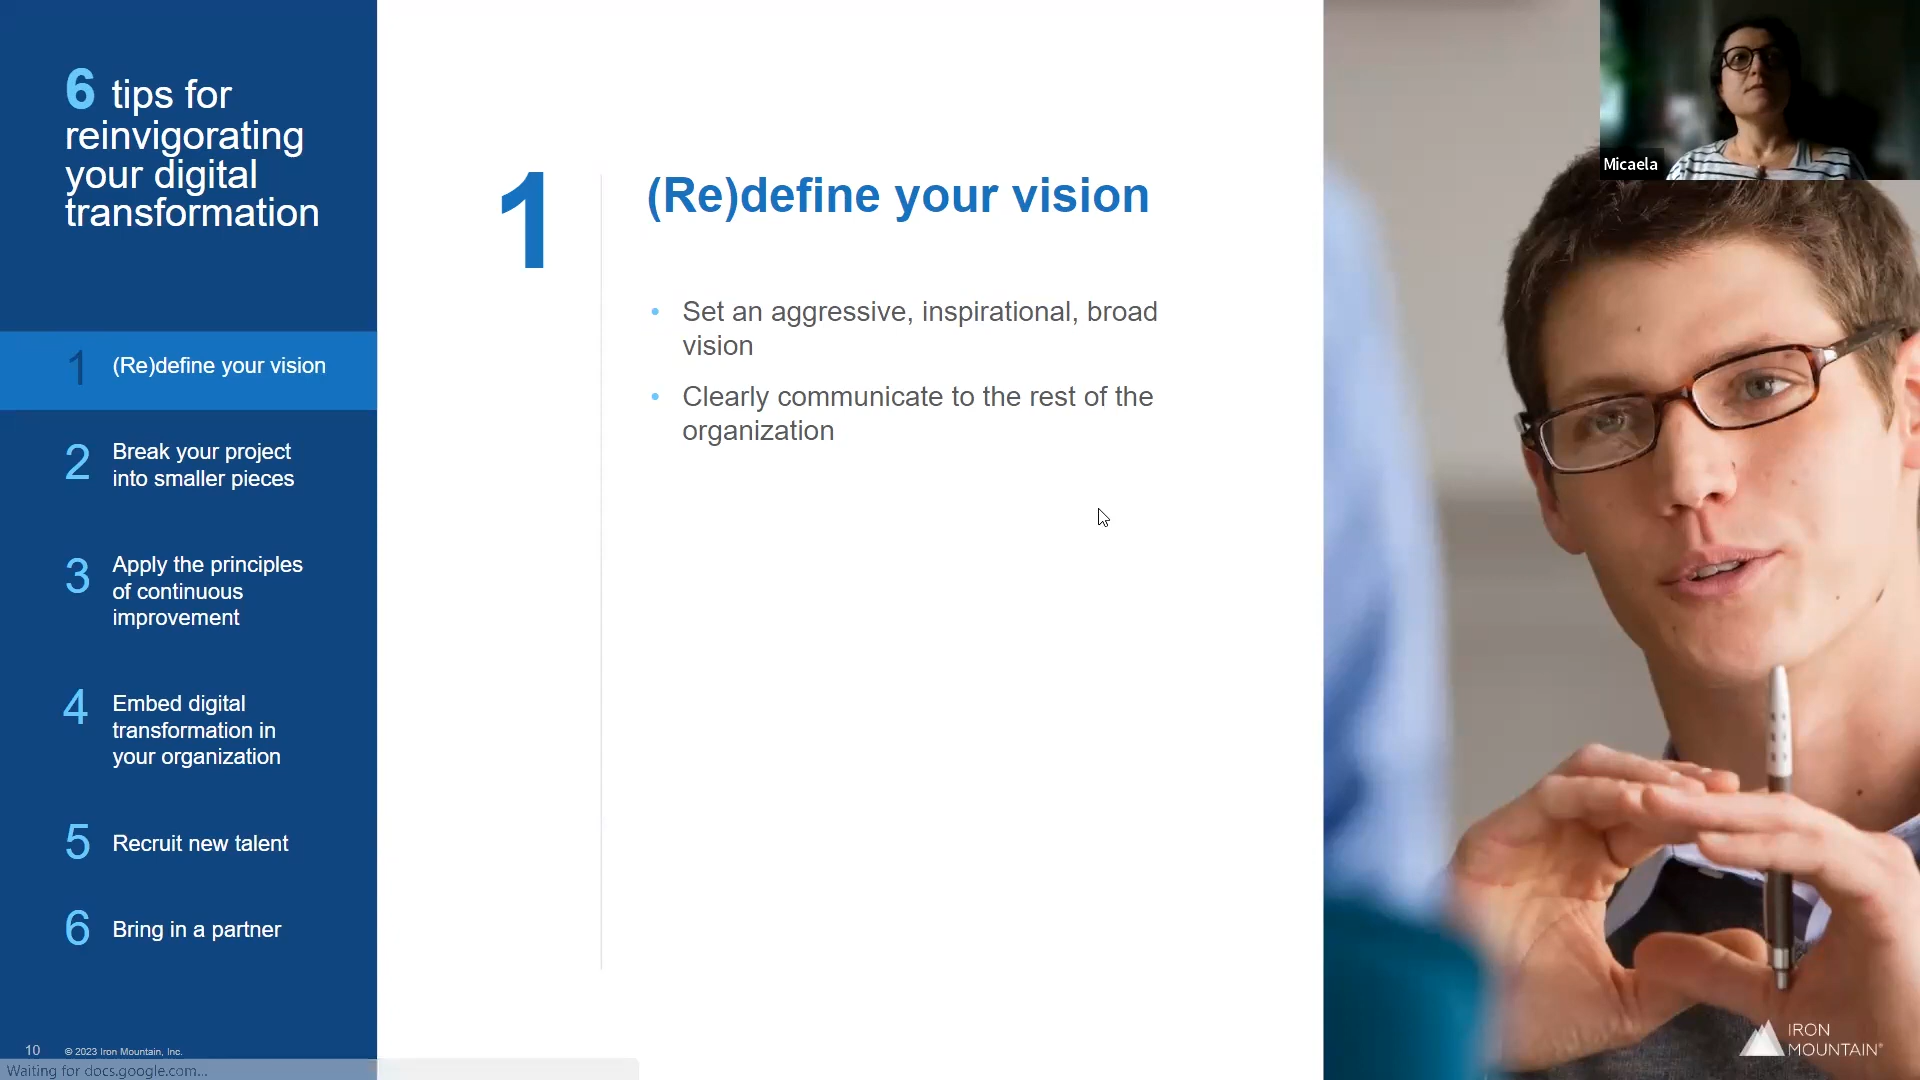 6 tips for
reinvigorating
your digital
transformation
1 (Re)define your vision
2 Break your project
into smaller pieces
3 Apply the principles
of continuous
improvement
4 Embed digital
transformation in
your organization
5 Recruit new talent
6 Bring in a partner
10 © 2023 Iron Mountain, Inc.
Waiting for docs.google.com...
1 (Re)define your vision
• Set an aggressive, inspirational, broad
vision
• Clearly communicate to the rest of the
organization
Micaela
IRON
MOUNTAIN®